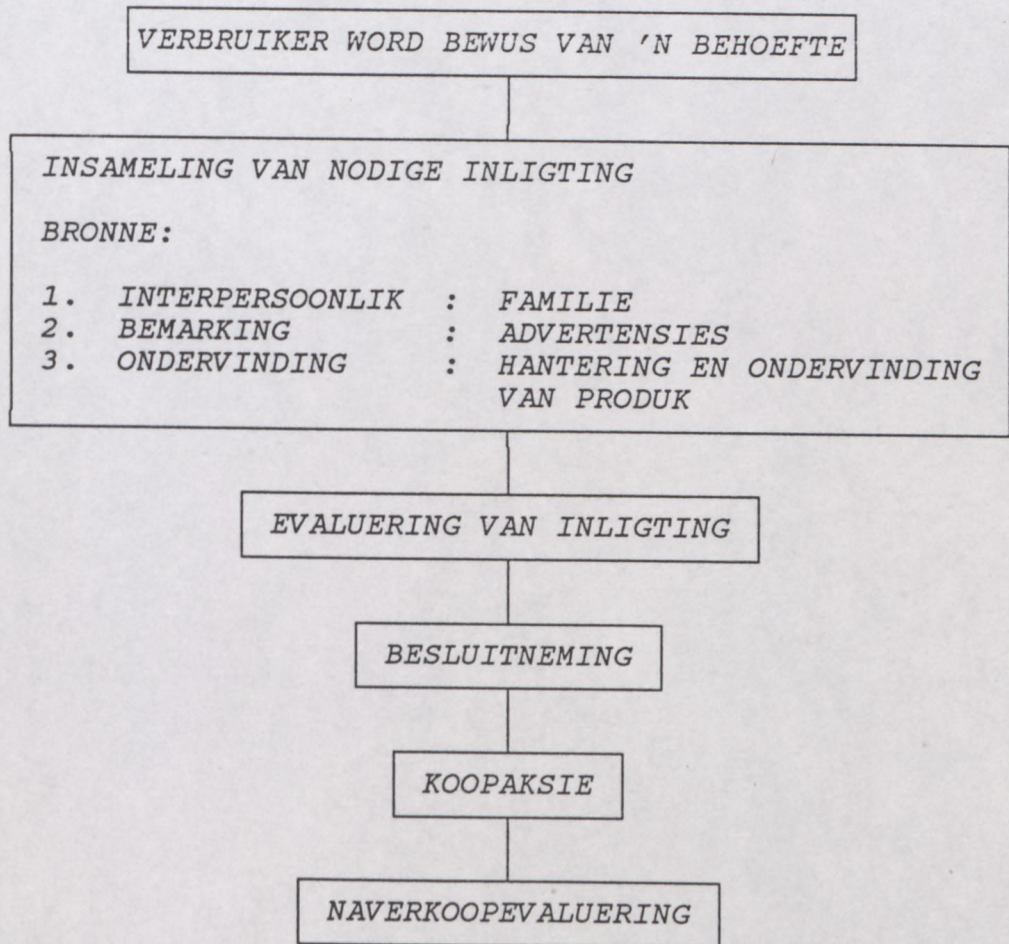 VERBRUIKER WORD BEWUS VAN 'N BEHOEFTE
INSAMELING VAN NODIGE INLIGTING
BRONNE:
1. INTERPERSOONLIK : FAMILIE
2. BEMARKING : ADVERTENSIES
3. ONDERVINDING : HANTERING EN ONDERVINDING
VAN PRODUK
EVALUERING VAN INLIGTING
BESLUITNEMING
KOOPAKSIE
NAVERKOOPEVALUERING